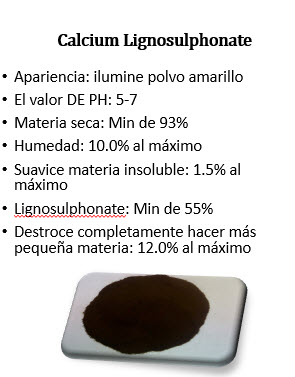 Calcium Lignosulphonate
• Apariencia: ilumine polvo amarillo
• El valor DE PH: 5-7
• Materia seca: Min de 93%
• Humedad: 10.0% al máximo
• Suavice materia insoluble: 1.5% al
máximo
• Lignosulphonate: Min de 55%
• Destroce completamente hacer más
pequeña materia: 12.0% al máximo